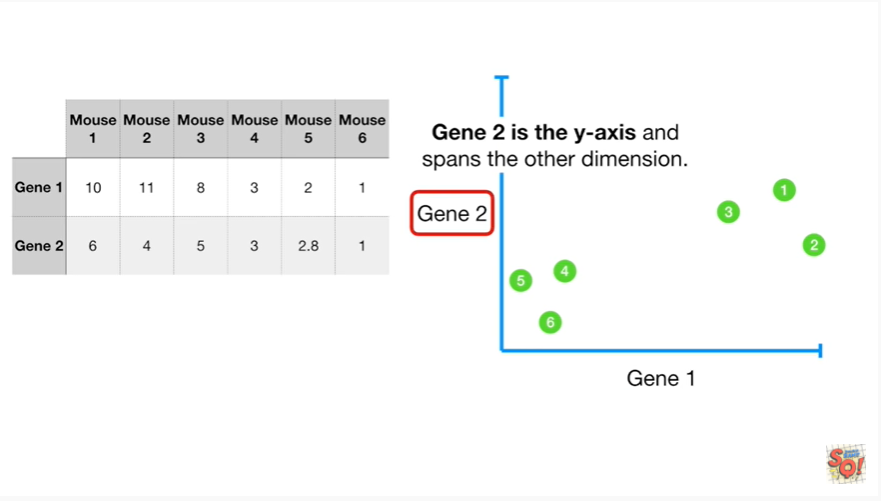 Mouse 1 Mouse 2 Mouse 3 Mouse 4 Mouse 5 Mouse 6
Gene 1 10 11 8 3 2 1
Gene 2 6 4 5 3 2.8 1
Gene 2 is the y-axis and
spans the other dimension.
Gene 2
1
3
2
4
5
6
Gene 1
SQ!